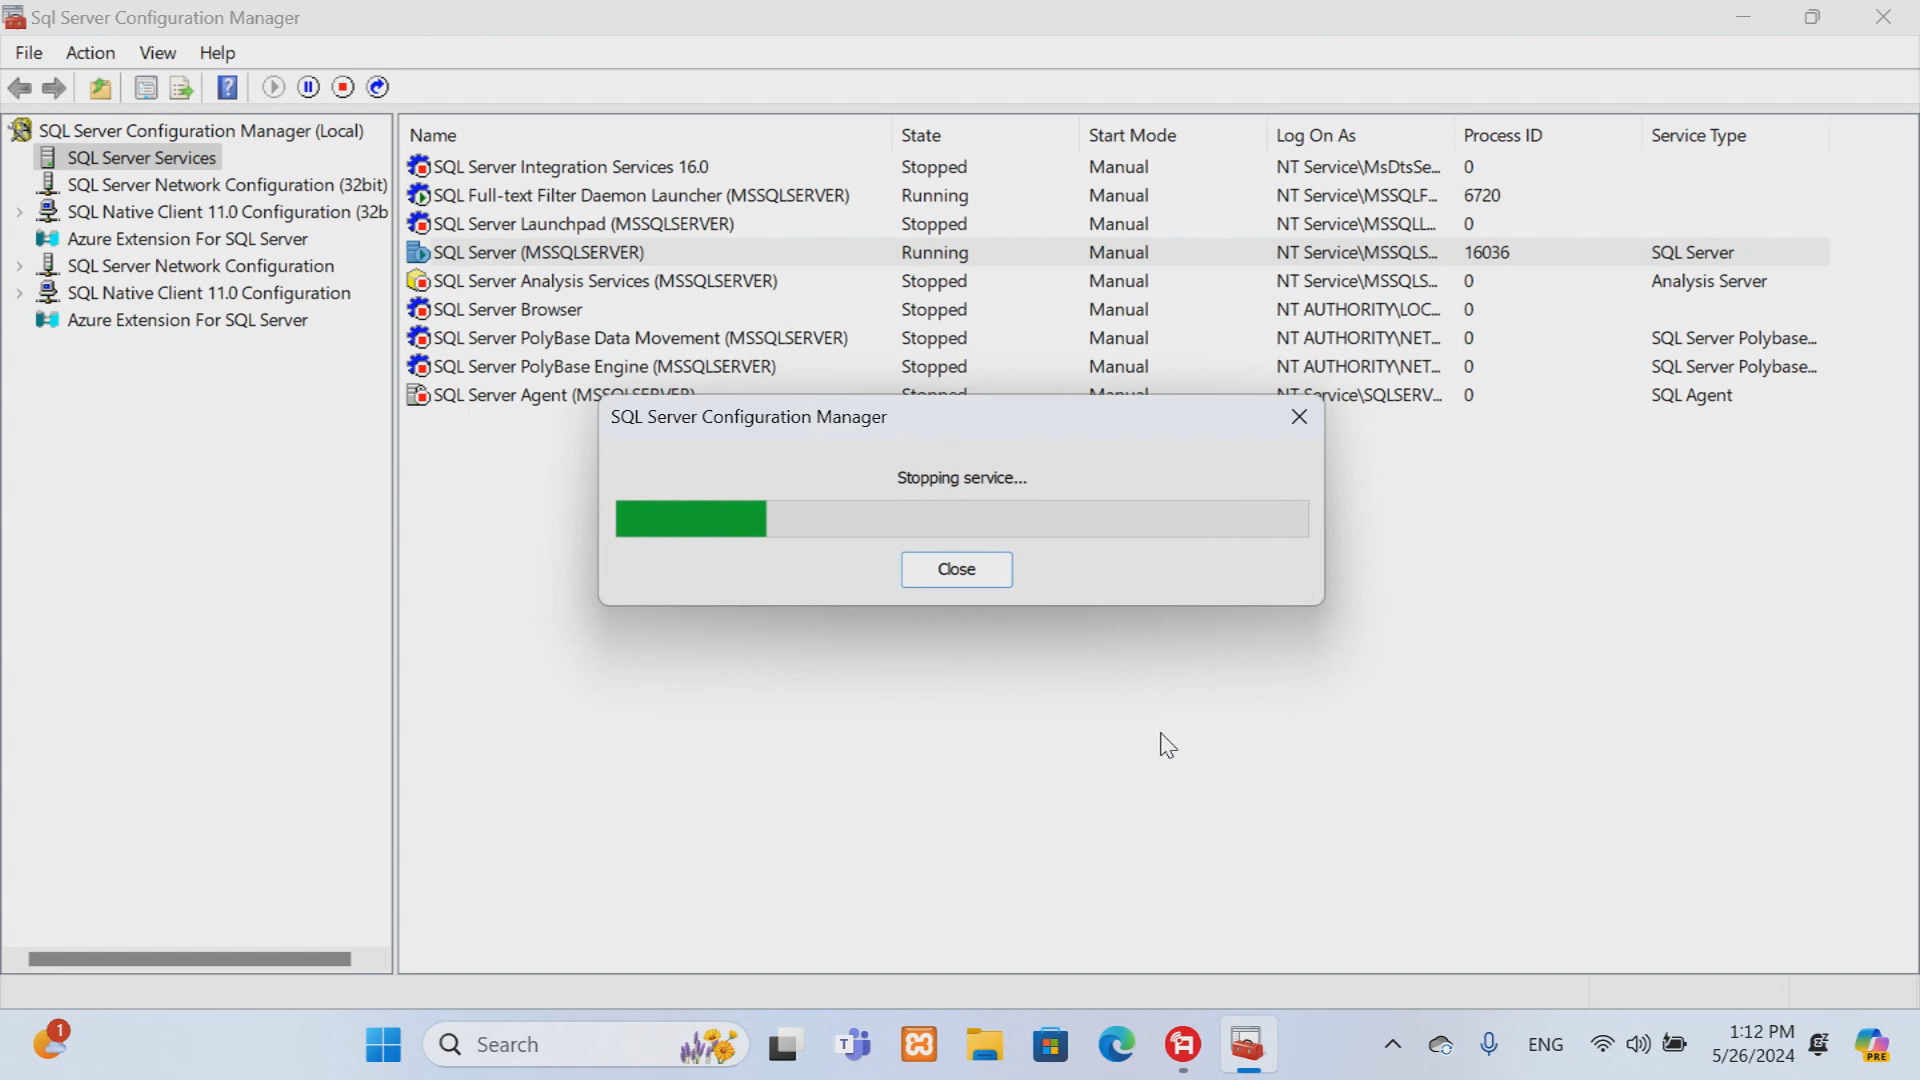 Sql Server Configuration Manager
File Action View Help
SQL Server Configuration Manager (Local)
SQL Server Services
SQL Server Network Configuration (32bit)
SQL Native Client 11.0 Configuration (32b
Azure Extension For SQL Server
SQL Server Network Configuration
SQL Native Client 11.0 Configuration
Azure Extension For SQL Server
Name State Start Mode Log On As Process ID Service Type
SQL Server Integration Services 16.0 Stopped Manual NT Service\MsDtsSe... 0
SQL Full-text Filter Daemon Launcher (MSSQLSERVER) Running Manual NT Service\MSSQLF... 6720
SQL Server Launchpad (MSSQLSERVER) Stopped Manual NT Service\MSSQLL... 0
SQL Server (MSSQLSERVER) Running Manual NT Service\MSSQLS... 16036 SQL Server
SQL Server Analysis Services (MSSQLSERVER) Stopped Manual NT Service\MSSQLS... 0 Analysis Server
SQL Server Browser Stopped Manual NT AUTHORITY\LOC... 0
SQL Server PolyBase Data Movement (MSSQLSERVER) Stopped Manual NT AUTHORITY\NET... 0 SQL Server Polybase...
SQL Server PolyBase Engine (MSSQLSERVER) Stopped Manual NT AUTHORITY\NET... 0 SQL Server Polybase...
SQL Server Agent (MSSQLSERVER) Stopped Manual NT Service\SQLSERV... 0 SQL Agent
SQL Server Configuration Manager
Stopping service...
Close
1
Search
ENG
1:12 PM
5/26/2024
PRE